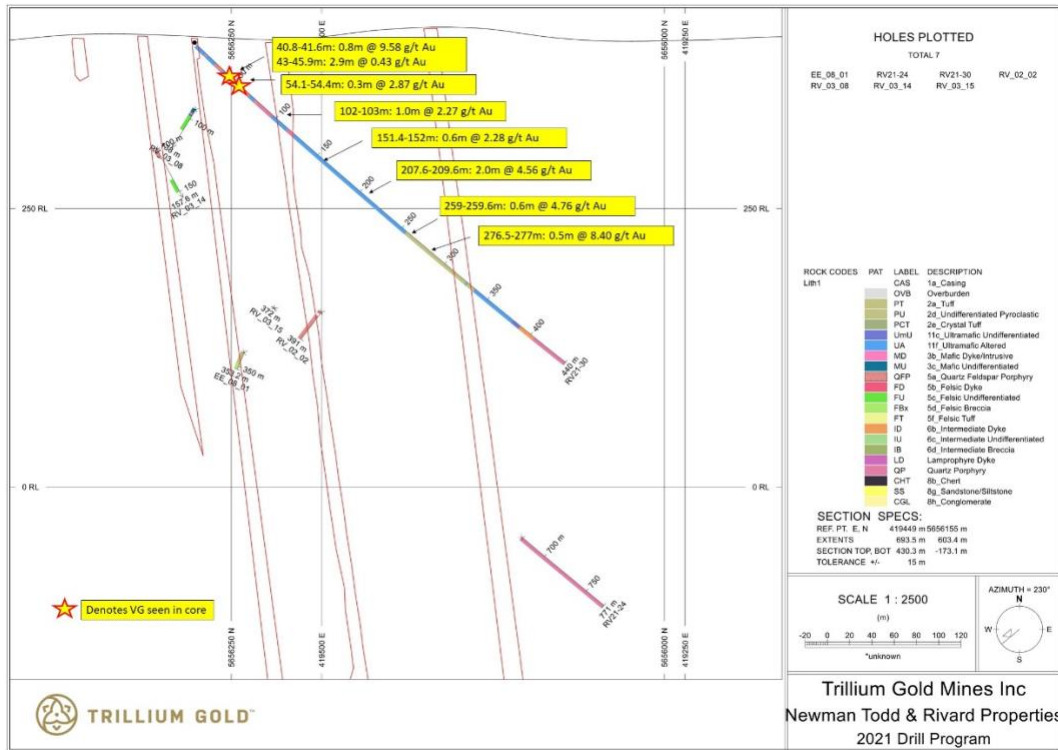 5656250 N
419500 E
5656000 N
419250 E
40.8-41.6m: 0.8m @ 9.58 g/t Au
43-45.9m: 2.9m @ 0.43 g/t Au
54.1-54.4m: 0.3m @ 2.87 g/t Au
102-103m: 1.0m @ 2.27 g/t Au
151.4-152m: 0.6m @ 2.28 g/t Au
207.6-209.6m: 2.0m @ 4.56 g/t Au
259-259.6m: 0.6m @ 4.76 g/t Au
276.5-277m: 0.5m @ 8.40 g/t Au
100
150
200
250
300
350
400
440 m
RV21-30
100 m
RV_03_08
150
157.6 m
RV_03_14
250 RL
250 RL
372 m
RV_03_15
391 m
RV_02_02
350 m
353.2 m
EE_08_01
0 RL
0 RL
700 m
750
771 m
RV21-24
Denotes VG seen in core
5656250 N
419500 E
5656000 N
419250 E
TRILLIUM GOLD™
HOLES PLOTTED
TOTAL 7
EE_08_01 RV21-24 RV21-30 RV_02_02
RV_03_08 RV_03_14 RV_03_15
ROCK CODES PAT LABEL DESCRIPTION
Lith1 CAS 1a_Casing
OVB Overburden
PT 2a_Tuff
PU 2d_Undifferentiated Pyroclastic
PCT 2e_Crystal Tuff
UmU 11c_Ultramafic Undifferentiated
UA 11f_Ultramafic Altered
MD 3b_Mafic Dyke/Intrusive
MU 3c_Mafic Undifferentiated
QFP 5a_Quartz Feldspar Porphyry
FD 5b_Felsic Dyke
FU 5c_Felsic Undifferentiated
FBx 5d_Felsic Breccia
FT 5f_Felsic Tuff
ID 6b_Intermediate Dyke
IU 6c_Intermediate Undifferentiated
IB 6d_Intermediate Breccia
LD Lamprophyre Dyke
QP Quartz Porphyry
CHT 8b_Chert
SS 8g_Sandstone/Siltstone
CGL 8h_Conglomerate
SECTION SPECS:
REF. PT. E, N 419449 m 5656155 m
EXTENTS 693.5 m 603.4 m
SECTION TOP, BOT 430.3 m -173.1 m
TOLERANCE +/- 15 m
SCALE 1 : 2500
(m)
-20 0 20 40 60 80 100 120
*unknown
AZIMUTH = 230°
N
W E
S
Trillium Gold Mines Inc
Newman Todd & Rivard Properties
2021 Drill Program